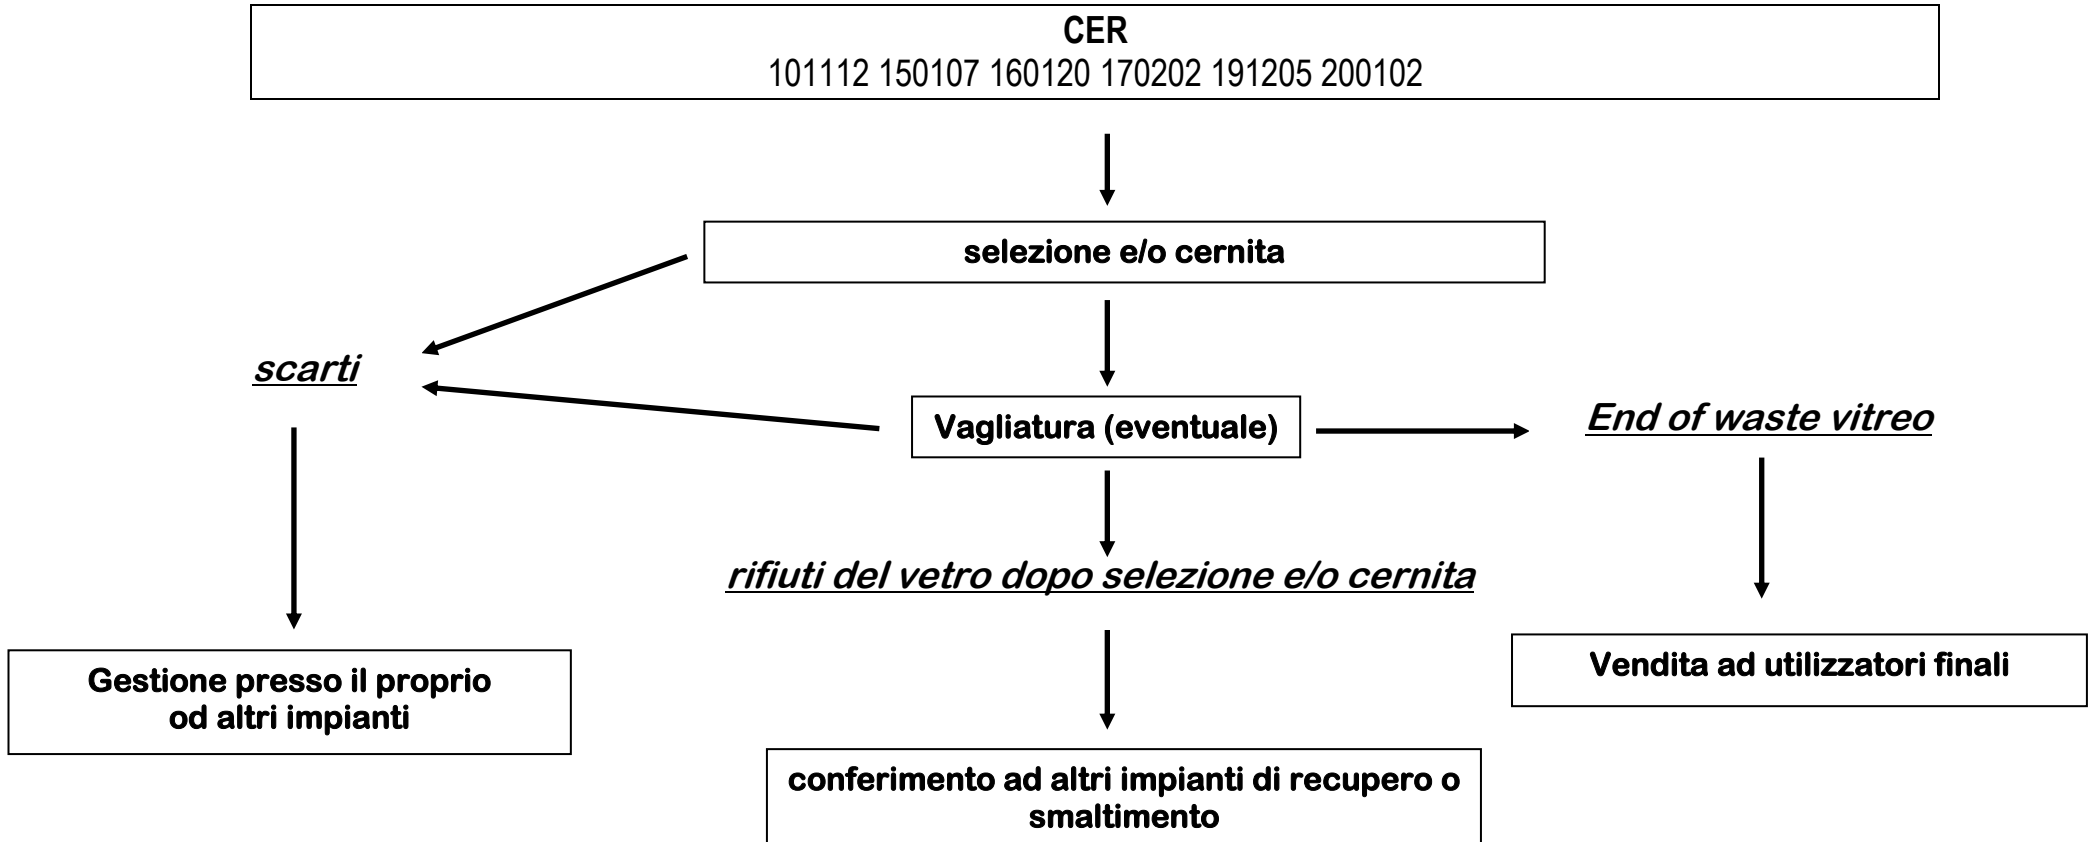 CER
101112 150107 160120 170202 191205 200102
selezione e/o cernita
scarti
Vagliatura (eventuale)
End of waste vitreo
rifiuti del vetro dopo selezione e/o cernita
Gestione presso il proprio
od altri impianti
Vendita ad utilizzatori finali
conferimento ad altri impianti di recupero o
smaltimento